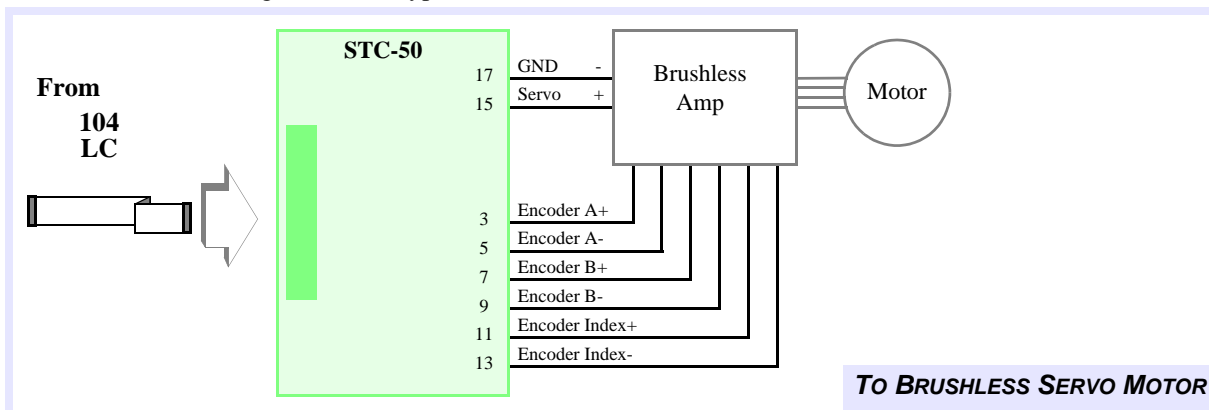 STC-50
From
104
LC
17 GND -
15 Servo +
Brushless
Amp
Motor
3 Encoder A+
5 Encoder A-
7 Encoder B+
9 Encoder B-
11 Encoder Index+
13 Encoder Index-
TO BRUSHLESS SERVO MOTOR